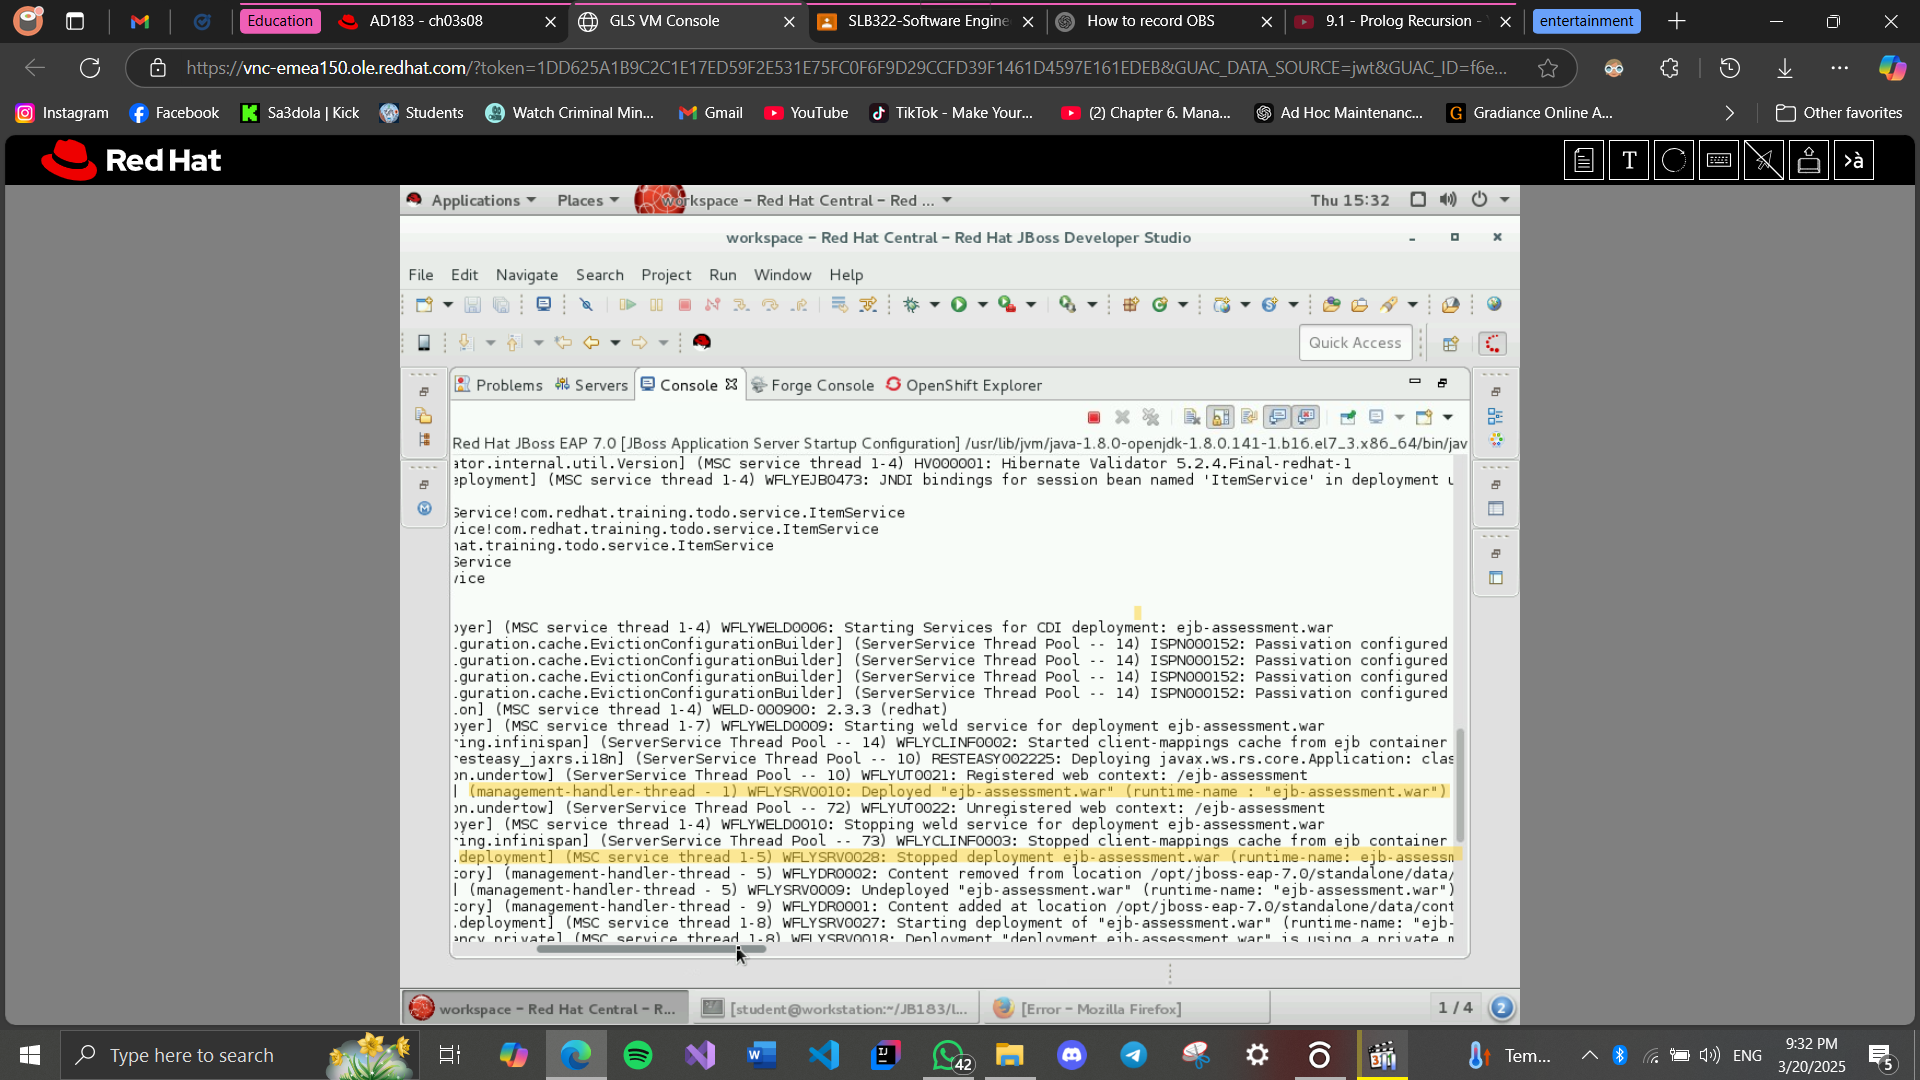 Education
AD183 - ch03s08
GLS VM Console
SLB322-Software Engine
How to record OBS
9.1 - Prolog Recursion -
entertainment
https://vnc-emea150.ole.redhat.com/?token=1DD625A1B9C2C1E17ED59F2E531E75FC0F6F9D29CCFD39F1461D4597E161EDEB&GUAC_DATA_SOURCE=jwt&GUAC_ID=f6e...
Instagram
Facebook
Sa3dola | Kick
Students
Watch Criminal Min...
Gmail
YouTube
TikTok - Make Your...
(2) Chapter 6. Mana...
Ad Hoc Maintenanc...
Gradiance Online A...
Other favorites
Red Hat
Applications
Places
workspace – Red Hat Central – Red ...
Thu 15:32
workspace – Red Hat Central – Red Hat JBoss Developer Studio
File Edit Navigate Search Project Run Window Help
Quick Access
Problems
Servers
Console
Forge Console
OpenShift Explorer
Red Hat JBoss EAP 7.0 [JBoss Application Server Startup Configuration] /usr/lib/jvm/java-1.8.0-openjdk-1.8.0.141-1.b16.el7_3.x86_64/bin/jav
ator.internal.util.Version] (MSC service thread 1-4) HV000001: Hibernate Validator 5.2.4.Final-redhat-1
eployment] (MSC service thread 1-4) WFLYEJB0473: JNDI bindings for session bean named 'ItemService' in deployment u
Service!com.redhat.training.todo.service.ItemService
vice!com.redhat.training.todo.service.ItemService
hat.training.todo.service.ItemService
Service
vice
oyer] (MSC service thread 1-4) WFLYWELD0006: Starting Services for CDI deployment: ejb-assessment.war
.guration.cache.EvictionConfigurationBuilder] (ServerService Thread Pool -- 14) ISPN000152: Passivation configured
.guration.cache.EvictionConfigurationBuilder] (ServerService Thread Pool -- 14) ISPN000152: Passivation configured
.guration.cache.EvictionConfigurationBuilder] (ServerService Thread Pool -- 14) ISPN000152: Passivation configured
.guration.cache.EvictionConfigurationBuilder] (ServerService Thread Pool -- 14) ISPN000152: Passivation configured
.on] (MSC service thread 1-4) WELD-000900: 2.3.3 (redhat)
oyer] (MSC service thread 1-7) WFLYWELD0009: Starting weld service for deployment ejb-assessment.war
ring.infinispan] (ServerService Thread Pool -- 14) WFLYCLINF0002: Started client-mappings cache from ejb container
resteasy_jaxrs.i18n] (ServerService Thread Pool -- 10) RESTEASY002225: Deploying javax.ws.rs.core.Application: clas
on.undertow] (ServerService Thread Pool -- 10) WFLYUT0021: Registered web context: /ejb-assessment
] (management-handler-thread - 1) WFLYSRV0010: Deployed "ejb-assessment.war" (runtime-name : "ejb-assessment.war")
on.undertow] (ServerService Thread Pool -- 72) WFLYUT0022: Unregistered web context: /ejb-assessment
oyer] (MSC service thread 1-4) WFLYWELD0010: Stopping weld service for deployment ejb-assessment.war
ring.infinispan] (ServerService Thread Pool -- 73) WFLYCLINF0003: Stopped client-mappings cache from ejb container
.deployment] (MSC service thread 1-5) WFLYSRV0028: Stopped deployment ejb-assessment.war (runtime-name: ejb-assessm
tory] (management-handler-thread - 5) WFLYDR0002: Content removed from location /opt/jboss-eap-7.0/standalone/data/
] (management-handler-thread - 5) WFLYSRV0009: Undeployed "ejb-assessment.war" (runtime-name: "ejb-assessment.war")
tory] (management-handler-thread - 9) WFLYDR0001: Content added at location /opt/jboss-eap-7.0/standalone/data/cont
.deployment] (MSC service thread 1-8) WFLYSRV0027: Starting deployment of "ejb-assessment.war" (runtime-name: "ejb-
ency.private] (MSC service thread 1-8) WFLYSRV0018: Deployment "deployment.ejb-assessment.war" is using a private m
workspace – Red Hat Central – R...
[student@workstation:~/JB183/l...
[Error – Mozilla Firefox]
1 / 4
2
Type here to search
42
Tem...
ENG
9:32 PM
3/20/2025
5